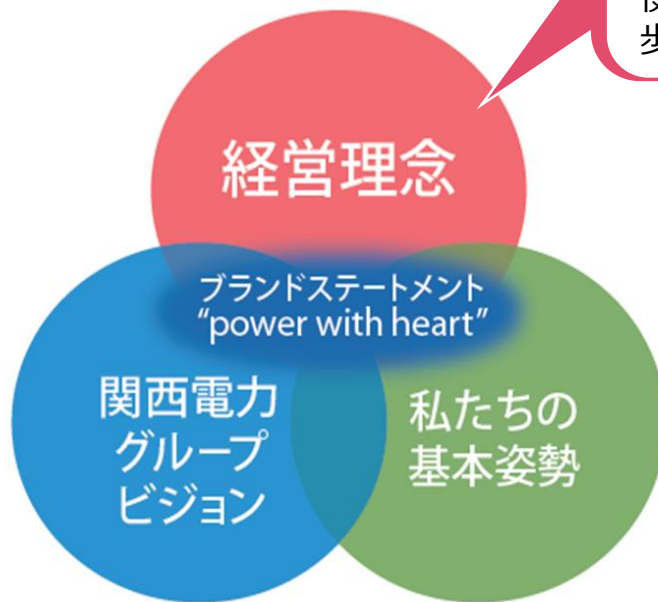 歩
経営理念
ブランドステートメント
“power with heart”
関西電力
グループ
ビジョン
私たちの
基本姿勢